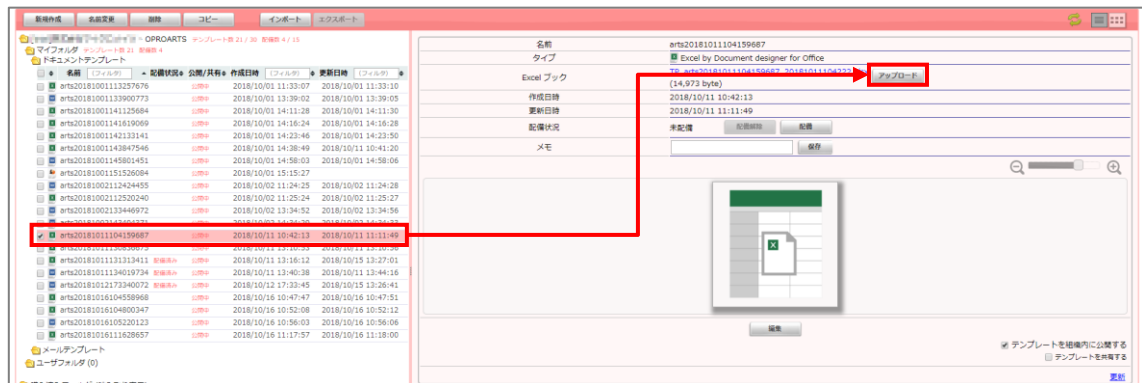 新規作成 名前変更 削除 コピー インポート エクスポート
- OPROARTS テンプレート数 21 / 30 配備数 4 / 15
マイフォルダ テンプレート数 21 配備数 4
ドキュメントテンプレート
名前 (フィルタ) 配備状況 公開/共有 作成日時 (フィルタ) 更新日時 (フィルタ)
arts20181001113257676 公開中 2018/10/01 11:33:07 2018/10/01 11:33:10
arts20181001133900773 公開中 2018/10/01 13:39:02 2018/10/01 13:39:05
arts20181001141125684 公開中 2018/10/01 14:11:28 2018/10/01 14:11:30
arts20181001141619069 公開中 2018/10/01 14:16:24 2018/10/01 14:16:28
arts20181001142133141 公開中 2018/10/01 14:23:46 2018/10/01 14:23:50
arts20181001143847546 公開中 2018/10/01 14:38:49 2018/10/11 10:41:20
arts20181001145801451 公開中 2018/10/01 14:58:03 2018/10/01 14:58:06
arts20181001151526084 公開中 2018/10/01 15:15:27
arts20181002112424455 公開中 2018/10/02 11:24:25 2018/10/02 11:24:28
arts20181002112520240 公開中 2018/10/02 11:25:24 2018/10/02 11:25:27
arts20181002133446972 公開中 2018/10/02 13:34:52 2018/10/02 13:34:56
arts20181011104159687 公開中 2018/10/11 10:42:13 2018/10/11 11:11:49
arts20181011131313411 配備済み 公開中 2018/10/11 13:16:12 2018/10/15 13:27:01
arts20181011134019734 配備済み 公開中 2018/10/11 13:40:38 2018/10/11 13:44:16
arts20181012173340072 配備済み 公開中 2018/10/12 17:33:45 2018/10/15 13:26:41
arts20181016104558968 公開中 2018/10/16 10:47:47 2018/10/16 10:47:51
arts20181016104800347 公開中 2018/10/16 10:52:08 2018/10/16 10:52:12
arts20181016105220123 公開中 2018/10/16 10:56:03 2018/10/16 10:56:06
arts20181016111628657 公開中 2018/10/16 11:17:57 2018/10/16 11:18:00
メールテンプレート
ユーザフォルダ (0)
名前 arts20181011104159687
タイプ Excel by Document designer for Office
Excel ブック TP_arts20181011104159687_20181011104222 アップロード
(14,973 byte)
作成日時 2018/10/11 10:42:13
更新日時 2018/10/11 11:11:49
配備状況 未配備 配備解除 配備
メモ 保存
編集
テンプレートを組織内に公開する
テンプレートを共有する
更新